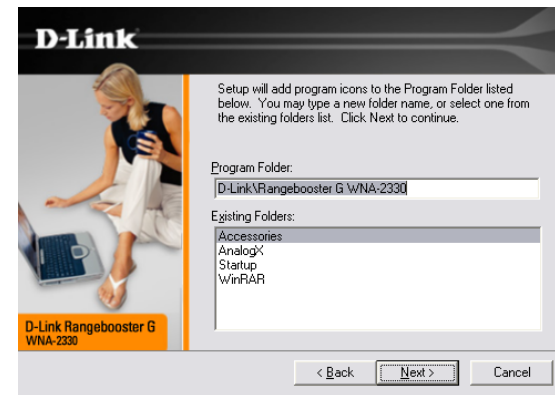 D-Link
Setup will add program icons to the Program Folder listed
below. You may type a new folder name, or select one from
the existing folders list. Click Next to continue.
Program Folder:
D-Link\Rangebooster G WNA-2330
Existing Folders:
Accessories
AnalogX
Startup
WinRAR
D-Link Rangebooster G
WNA-2330
< Back Next > Cancel